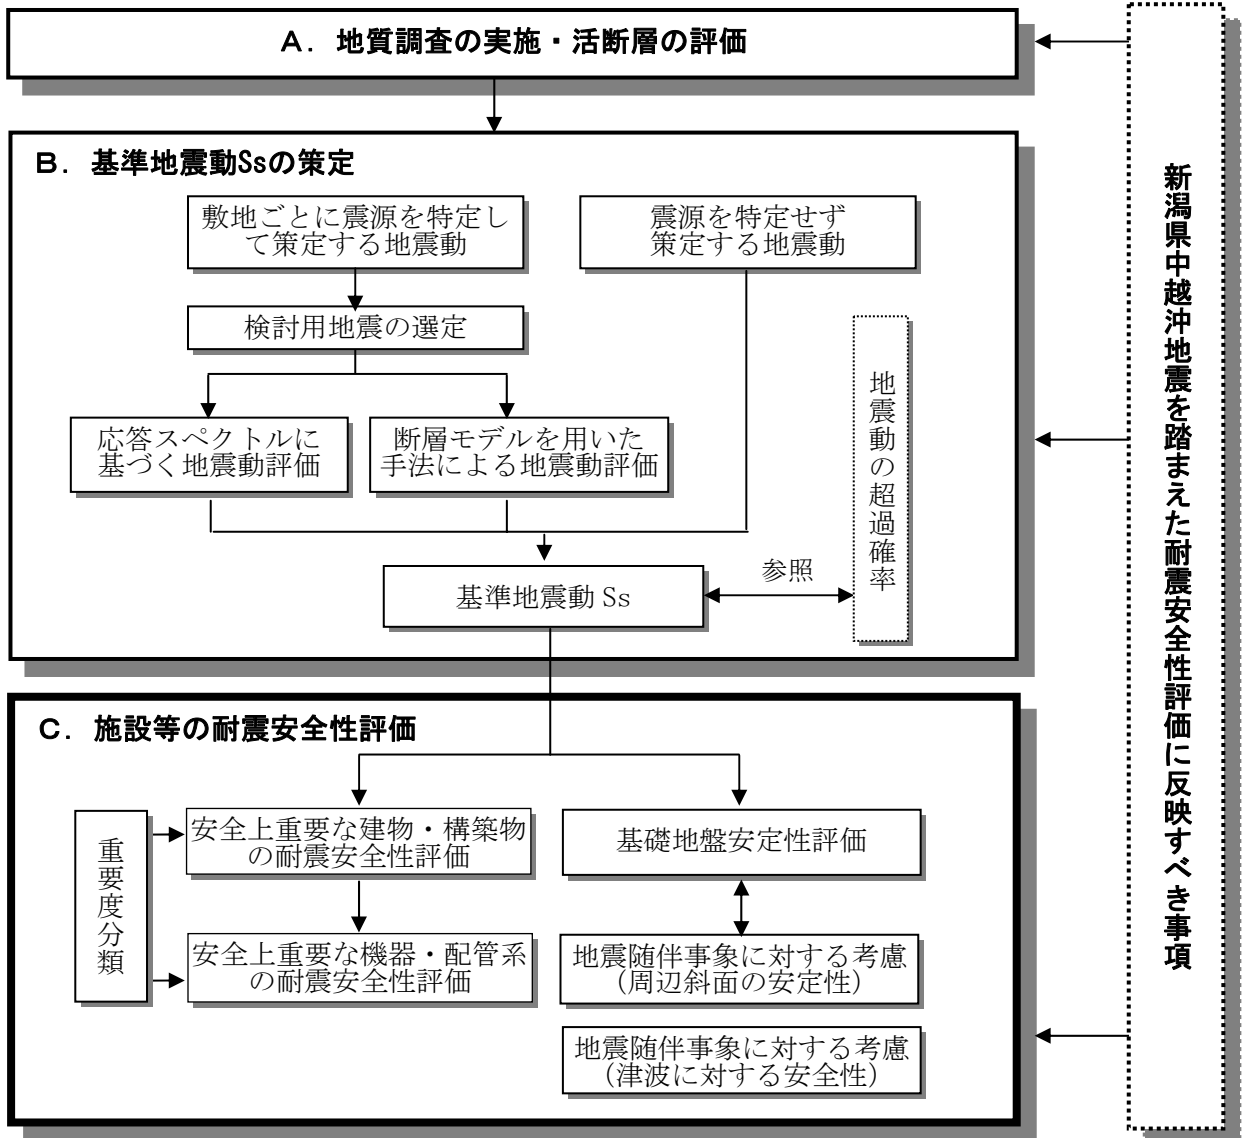 A. 地質調査の実施・活断層の評価
B. 基準地震動Ssの策定
敷地ごとに震源を特定し
て策定する地震動
震源を特定せず
策定する地震動
検討用地震の選定
応答スペクトルに
基づく地震動評価
断層モデルを用いた
手法による地震動評価
地震動の超過確率
参照
基準地震動 Ss
C. 施設等の耐震安全性評価
重要度分類
安全上重要な建物・構築物
の耐震安全性評価
基礎地盤安定性評価
安全上重要な機器・配管系
の耐震安全性評価
地震随伴事象に対する考慮
(周辺斜面の安定性)
地震随伴事象に対する考慮
(津波に対する安全性)
新潟県中越沖地震を踏まえた耐震安全性評価に反映すべき事項